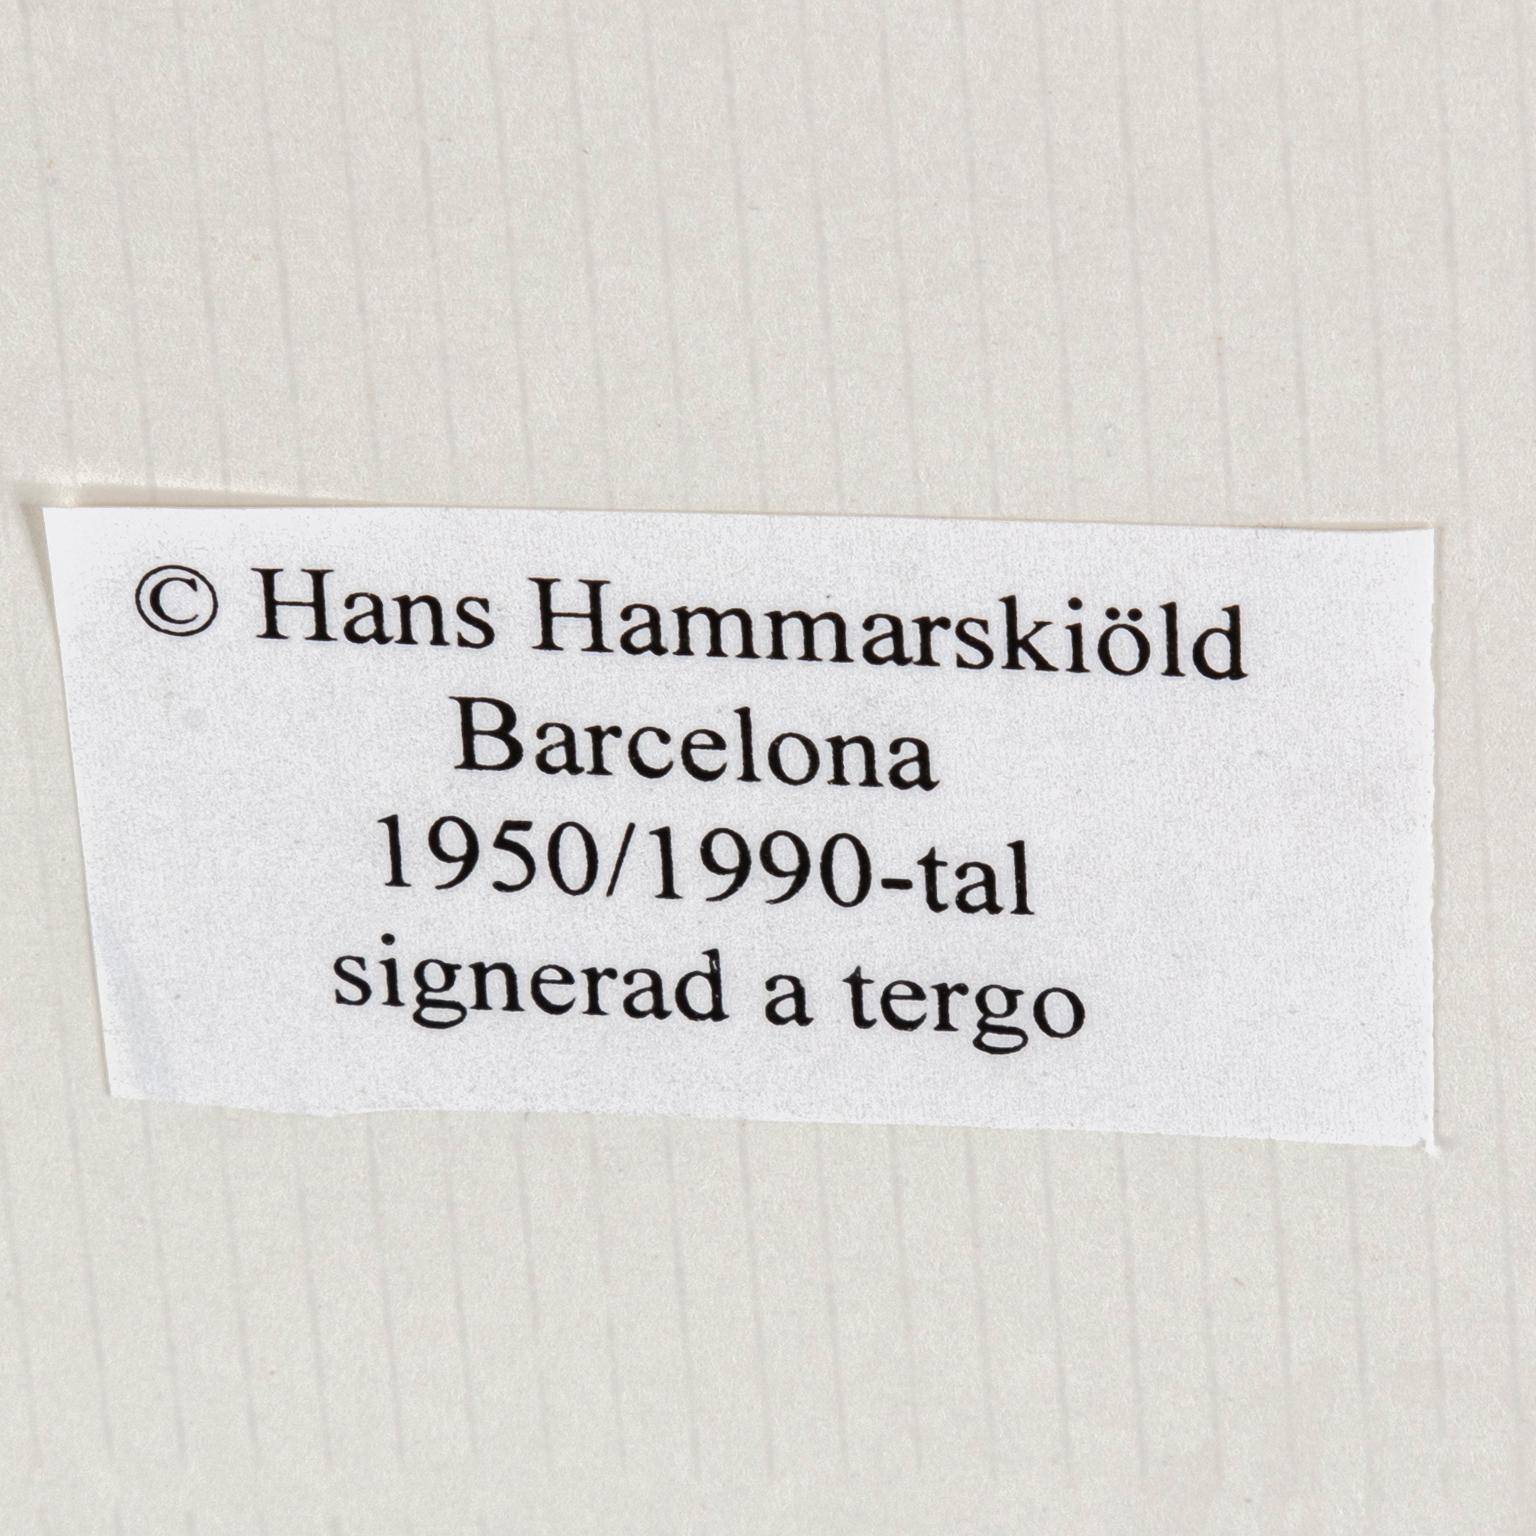 © Hans Hammarskiöld
Barcelona
1950/1990-tal
signerad a tergo